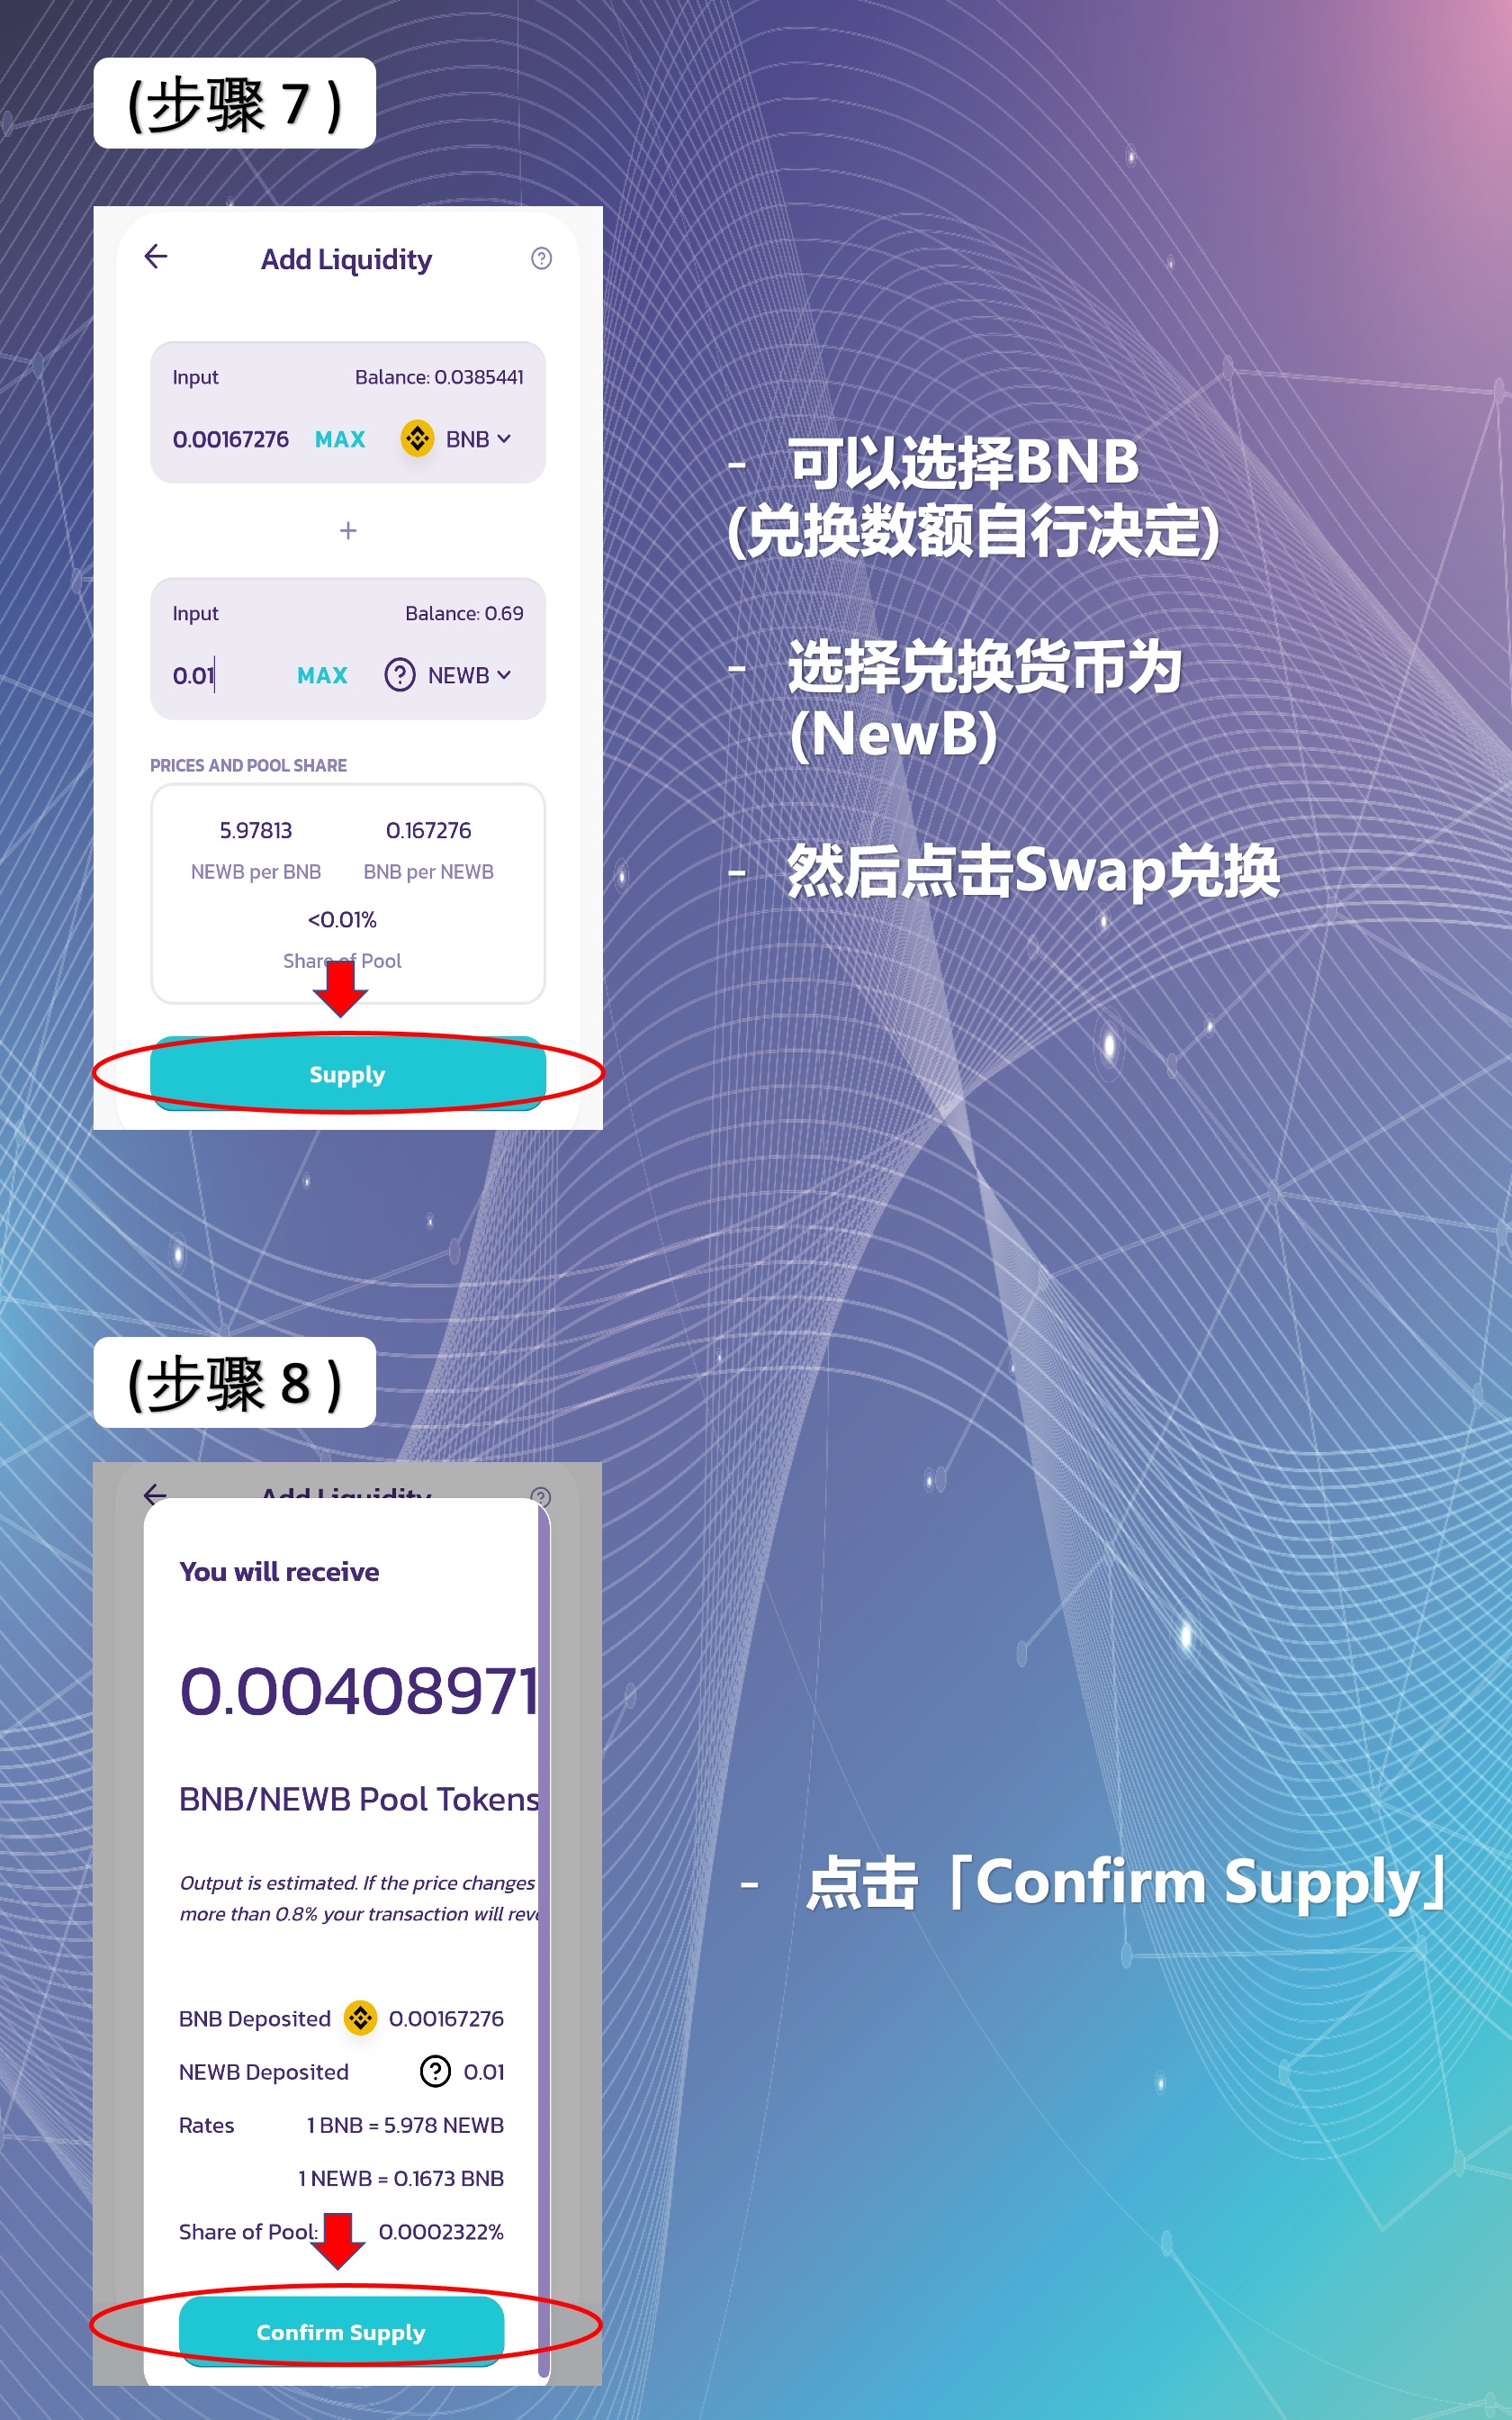 (步骤 7 )
Add Liquidity
Input Balance: 0.0385441
0.00167276 MAX BNB
+
Input Balance: 0.69
0.01 MAX NEWB
PRICES AND POOL SHARE
5.97813 0.167276
NEWB per BNB BNB per NEWB
<0.01%
Share of Pool
Supply
- 可以选择BNB
(兑换数额自行决定)
- 选择兑换货币为
(NewB)
- 然后点击Swap兑换
(步骤 8 )
Add Liquidity
You will receive
0.00408971
BNB/NEWB Pool Tokens
Output is estimated. If the price changes
more than 0.8% your transaction will reve
BNB Deposited 0.00167276
NEWB Deposited 0.01
Rates 1 BNB = 5.978 NEWB
1 NEWB = 0.1673 BNB
Share of Pool: 0.0002322%
Confirm Supply
- 点击「Confirm Supply」